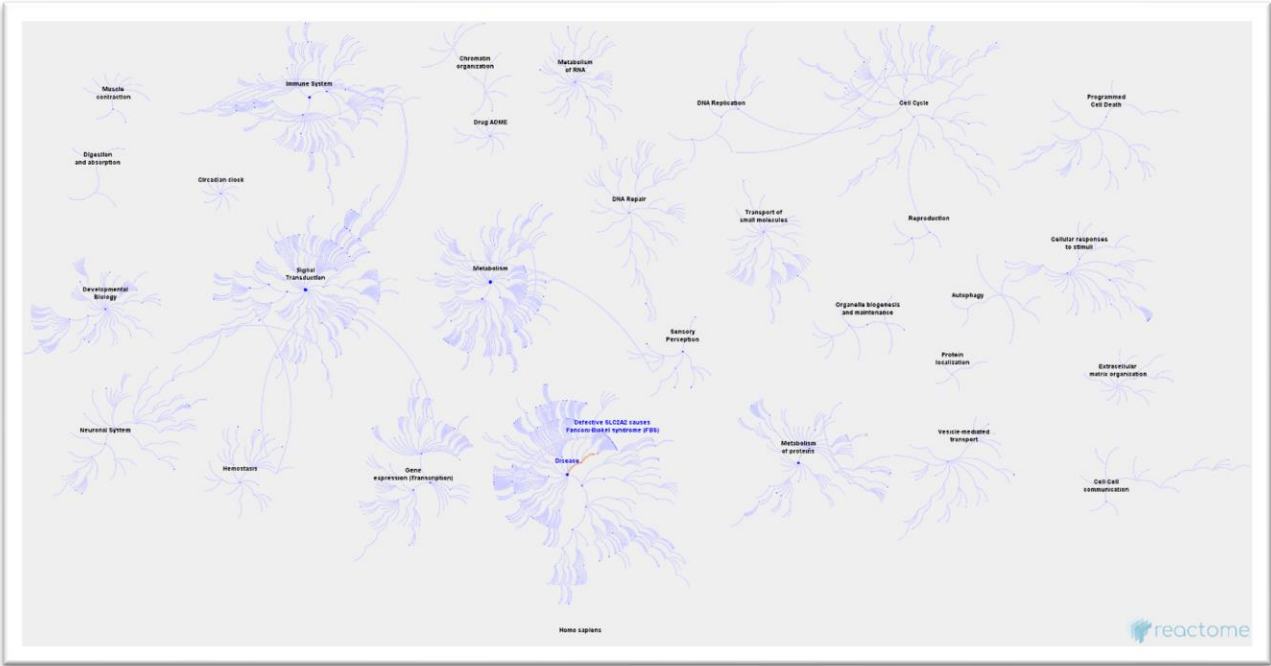 Immune System
Chromatin
organization
Metabolism
of RNA
Muscle
contraction
DNA Replication
Cell Cycle
Programmed
Cell Death
Drug ADME
Digestion
and absorption
Circadian clock
DNA Repair
Transport of
small molecules
Reproduction
Cellular responses
to stimuli
Signal
Transduction
Metabolism
Developmental
Biology
Autophagy
Organelle biogenesis
and maintenance
Sensory
Perception
Protein
localization
Extracellular
matrix organization
Defective SLC2A2 causes
Fanconi-Bickel syndrome (FBS)
Neuronal System
Vesicle-mediated
transport
Metabolism
of proteins
Disease
Hemostasis
Gene
expression (Transcription)
Cell-Cell
communication
Homo sapiens
reactome